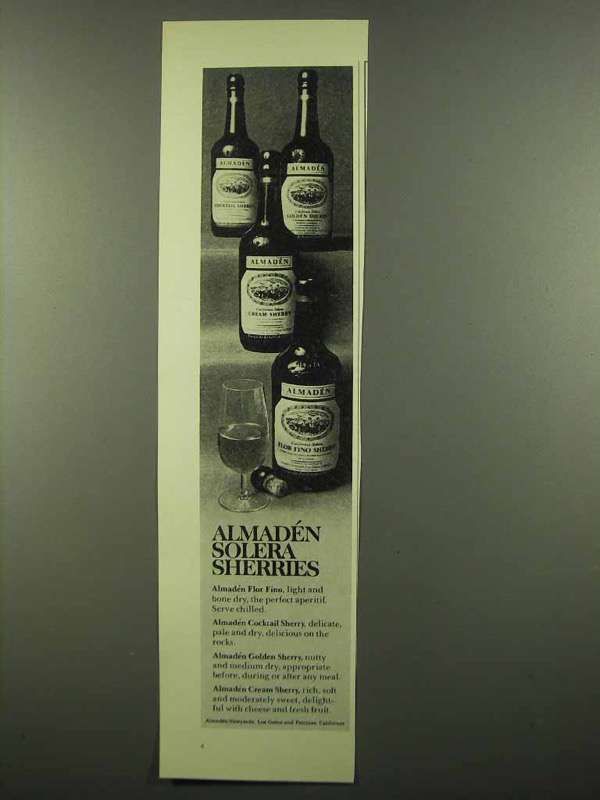 ALMADÉN
COCKTAIL SHERRY
ALMADÉN
GOLDEN SHERRY
ALMADÉN
CREAM SHERRY
ALMADÉN
FLOR FINO SHERRY
ALMADÉN
SOLERA
SHERRIES
Almadén Flor Fino, light and
bone dry, the perfect aperitif.
Serve chilled.
Almadén Cocktail Sherry, delicate,
pale and dry, delicious on the
rocks.
Almadén Golden Sherry, nutty
and medium dry, appropriate
before, during or after any meal.
Almadén Cream Sherry, rich, soft
and moderately sweet, delight-
ful with cheese and fresh fruit.
Almadén Vineyards, Los Gatos and Paicines, California
4